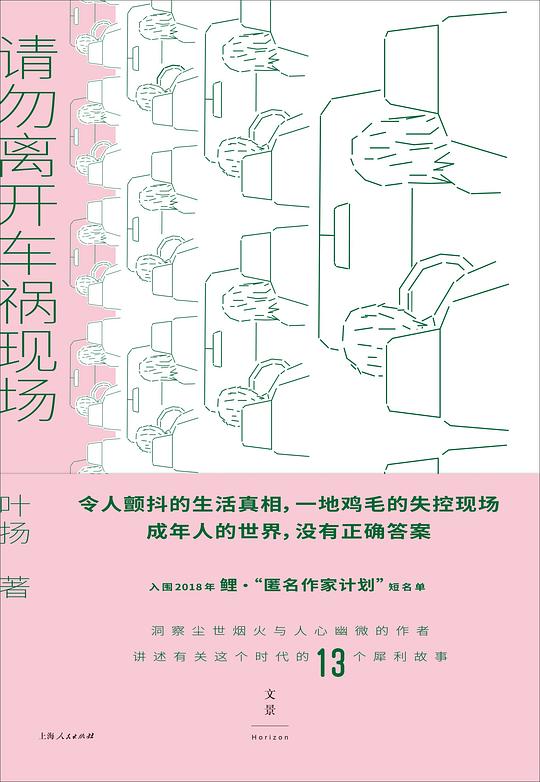 请勿离开车祸现场
叶扬 著
令人颤抖的生活真相，一地鸡毛的失控现场
成年人的世界，没有正确答案
入围2018年 鲤·“匿名作家计划” 短名单
洞察尘世烟火与人心幽微的作者
讲述有关这个时代的13个犀利故事
文景
Horizon
上海人民出版社